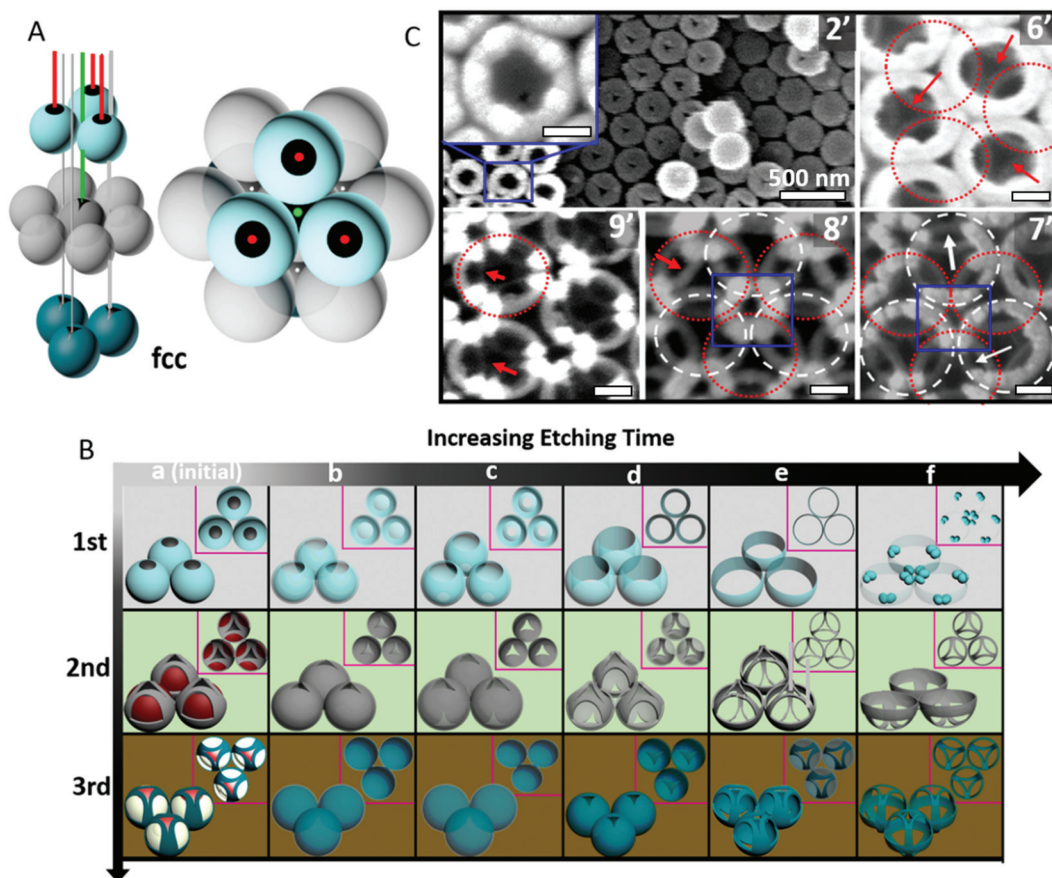 A
C
2'
6'
500 nm
fcc
9'
8'
7'
B
Increasing Etching Time
a (initial) b c d e f
1st
2nd
3rd